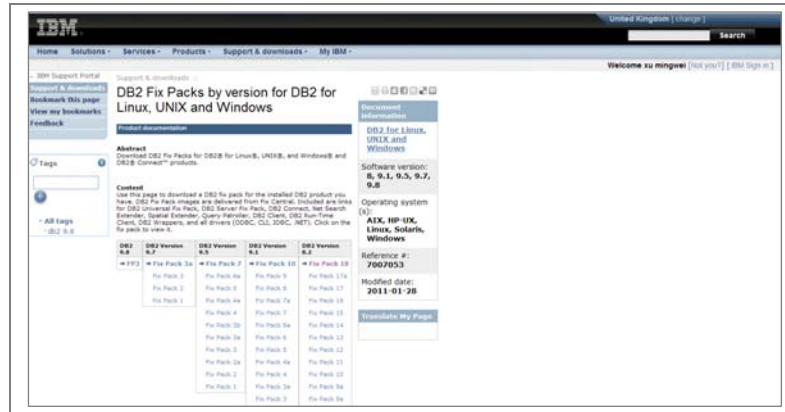 United Kingdom [ change ]
IBM.
Search
Home Solutions Services Products Support & downloads My IBM
Welcome xu mingwei [Not you?] [ IBM Sign in ]
IBM Support Portal
Support & downloads
Bookmark this page
View my bookmarks
Feedback
Tags
All tags
db2 9.8
Support & downloads
DB2 Fix Packs by version for DB2 for
Linux, UNIX and Windows
Product documentation
Abstract
Download DB2 Fix Packs for DB2® for Linux®, UNIX®, and Windows® and
DB2® Connect™ products.
Content
Use this page to download a DB2 fix pack for the installed DB2 product you
have. DB2 Fix Pack images are delivered from Fix Central. Included are links
for DB2 Universal Fix Pack, DB2 Server Fix Pack, DB2 Connect, Net Search
Extender, Spatial Extender, Query Patroller, DB2 Client, DB2 Run-Time
Client, DB2 Wrappers, and all drivers (ODBC, CLI, JDBC, .NET). Click on the
fix pack to view it.
DB2 9.8 DB2 Version 9.7 DB2 Version 9.5 DB2 Version 9.1 DB2 Version 8.2
FP3 Fix Pack 3a Fix Pack 7 Fix Pack 10 Fix Pack 18
Fix Pack 3 Fix Pack 6a Fix Pack 9 Fix Pack 17a
Fix Pack 2 Fix Pack 5 Fix Pack 8 Fix Pack 17
Fix Pack 1 Fix Pack 4a Fix Pack 7a Fix Pack 16
Fix Pack 4 Fix Pack 7 Fix Pack 15
Fix Pack 3b Fix Pack 6a Fix Pack 14
Fix Pack 3a Fix Pack 6 Fix Pack 13
Fix Pack 3 Fix Pack 5 Fix Pack 12
Fix Pack 2a Fix Pack 4a Fix Pack 11
Fix Pack 2 Fix Pack 4 Fix Pack 10
Fix Pack 1 Fix Pack 3a Fix Pack 9a
Fix Pack 3 Fix Pack
Document
information
DB2 for Linux,
UNIX and
Windows
Software version:
8, 9.1, 9.5, 9.7,
9.8
Operating system
(s):
AIX, HP-UX,
Linux, Solaris,
Windows
Reference #:
7007053
Modified date:
2011-01-28
Translate My Page